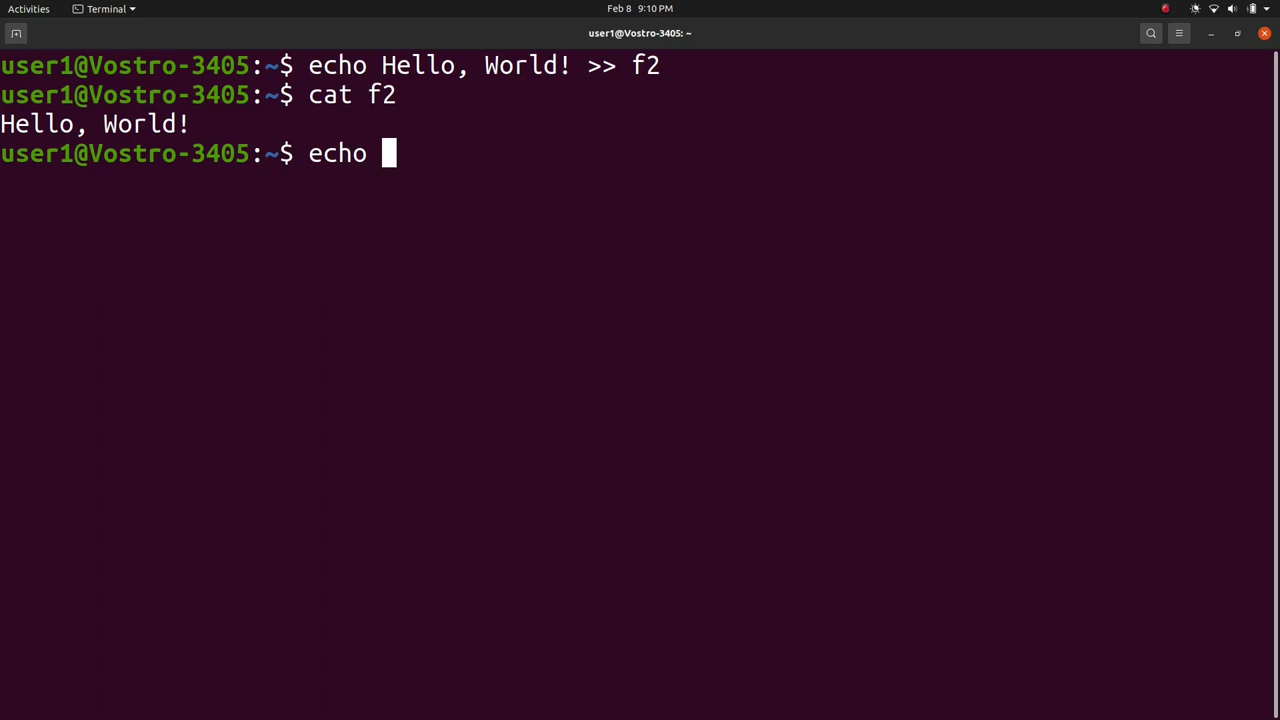 Activities Terminal Feb 8 9:10 PM
user1@Vostro-3405: ~
user1@Vostro-3405:~$ echo Hello, World! >> f2
user1@Vostro-3405:~$ cat f2
Hello, World!
user1@Vostro-3405:~$ echo